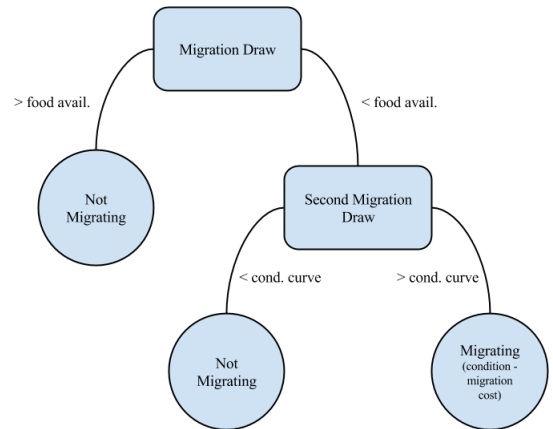 Migration Draw
> food avail.
< food avail.
Not
Migrating
Second Migration
Draw
< cond. curve
> cond. curve
Not
Migrating
Migrating
(condition -
migration
cost)